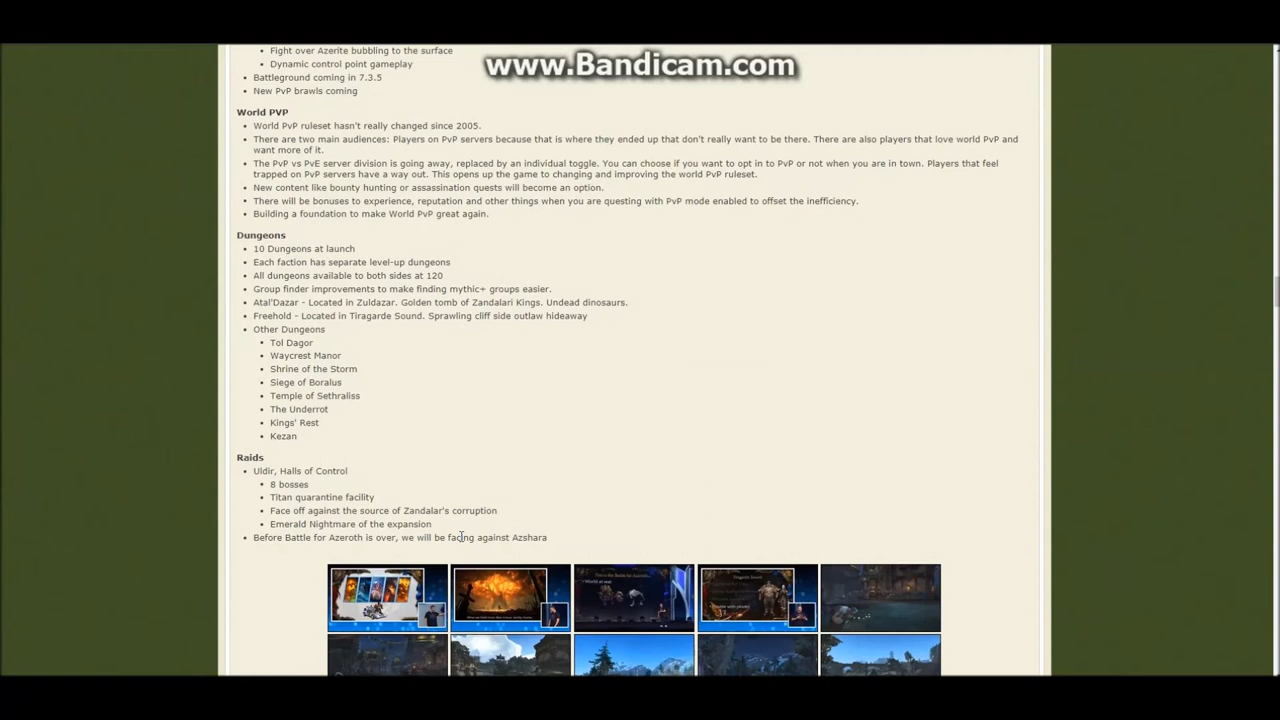 Fight over Azerite bubbling to the surface
www.Bandicam.com
Dynamic control point gameplay
Battleground coming in 7.3.5
New PvP brawls coming
World PVP
World PvP ruleset hasn't really changed since 2005.
There are two main audiences: Players on PvP servers because that is where they ended up that don't really want to be there. There are also players that love world PvP and
want more of it.
The PvP vs PvE server division is going away, replaced by an individual toggle. You can choose if you want to opt in to PvP or not when you are in town. Players that feel
trapped on PvP servers have a way out. This opens up the game to changing and improving the world PvP ruleset.
New content like bounty hunting or assassination quests will become an option.
There will be bonuses to experience, reputation and other things when you are questing with PvP mode enabled to offset the inefficiency.
Building a foundation to make World PvP great again.
Dungeons
10 Dungeons at launch
Each faction has separate level-up dungeons
All dungeons available to both sides at 120
Group finder improvements to make finding mythic+ groups easier.
Atal'Dazar - Located in Zuldazar. Golden tomb of Zandalari Kings. Undead dinosaurs.
Freehold - Located in Tiragarde Sound. Sprawling cliff side outlaw hideaway
Other Dungeons
Tol Dagor
Waycrest Manor
Shrine of the Storm
Siege of Boralus
Temple of Sethraliss
The Underrot
Kings' Rest
Kezan
Raids
Uldir, Halls of Control
8 bosses
Titan quarantine facility
Face off against the source of Zandalar's corruption
Emerald Nightmare of the expansion
Before Battle for Azeroth is over, we will be facing against Azshara